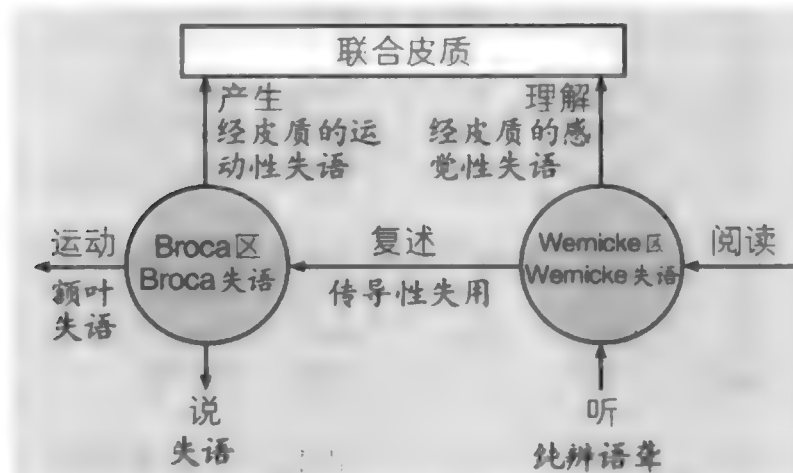 联合皮质
产生
经皮质的运
动性失语
理解
经皮质的感
觉性失语
运动
额叶
失语
Broca区
Broca失语
复述
传导性失用
Wernicke区
Wernicke失语
阅读
说
失语
听
纯辨语聋